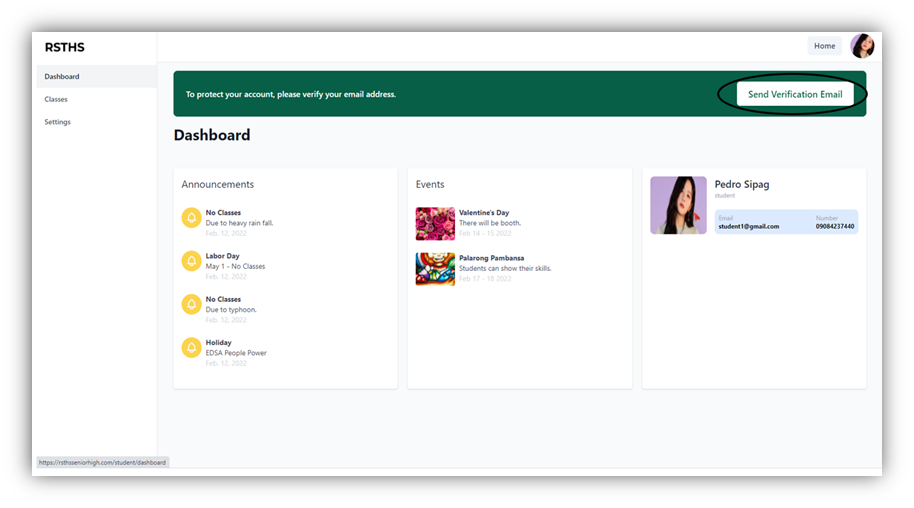 RSTHS
Home
Dashboard
Classes
Settings
To protect your account, please verify your email address.
Send Verification Email
Dashboard
Announcements
No Classes
Due to heavy rain fall.
Feb. 12, 2022
Labor Day
May 1 - No Classes
Feb. 12, 2022
No Classes
Due to typhoon.
Feb. 12, 2022
Holiday
EDSA People Power
Feb. 12, 2022
Events
Valentine's Day
There will be booth.
Feb 14 - 15 2022
Palarong Pambansa
Students can show their skills.
Feb 17 - 18 2022
Pedro Sipag
student
Email Number
student1@gmail.com 09084237440
https://rsthsseniorhigh.com/student/dashboard